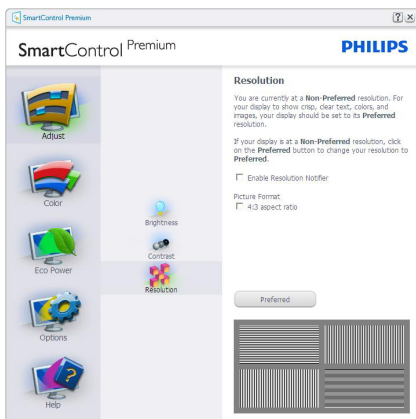 SmartControl Premium
SmartControl Premium
PHILIPS
Adjust
Color
Eco Power
Options
Help
Brightness
Contrast
Resolution
Resolution
You are currently at a Non-Preferred resolution. For
your display to show crisp, clear text, colors, and
images, your display should be set to its Preferred
resolution.
If your display is at a Non-Preferred resolution, click
on the Preferred button to change your resolution to
Preferred.
Enable Resolution Notifier
Picture Format
4:3 aspect ratio
Preferred